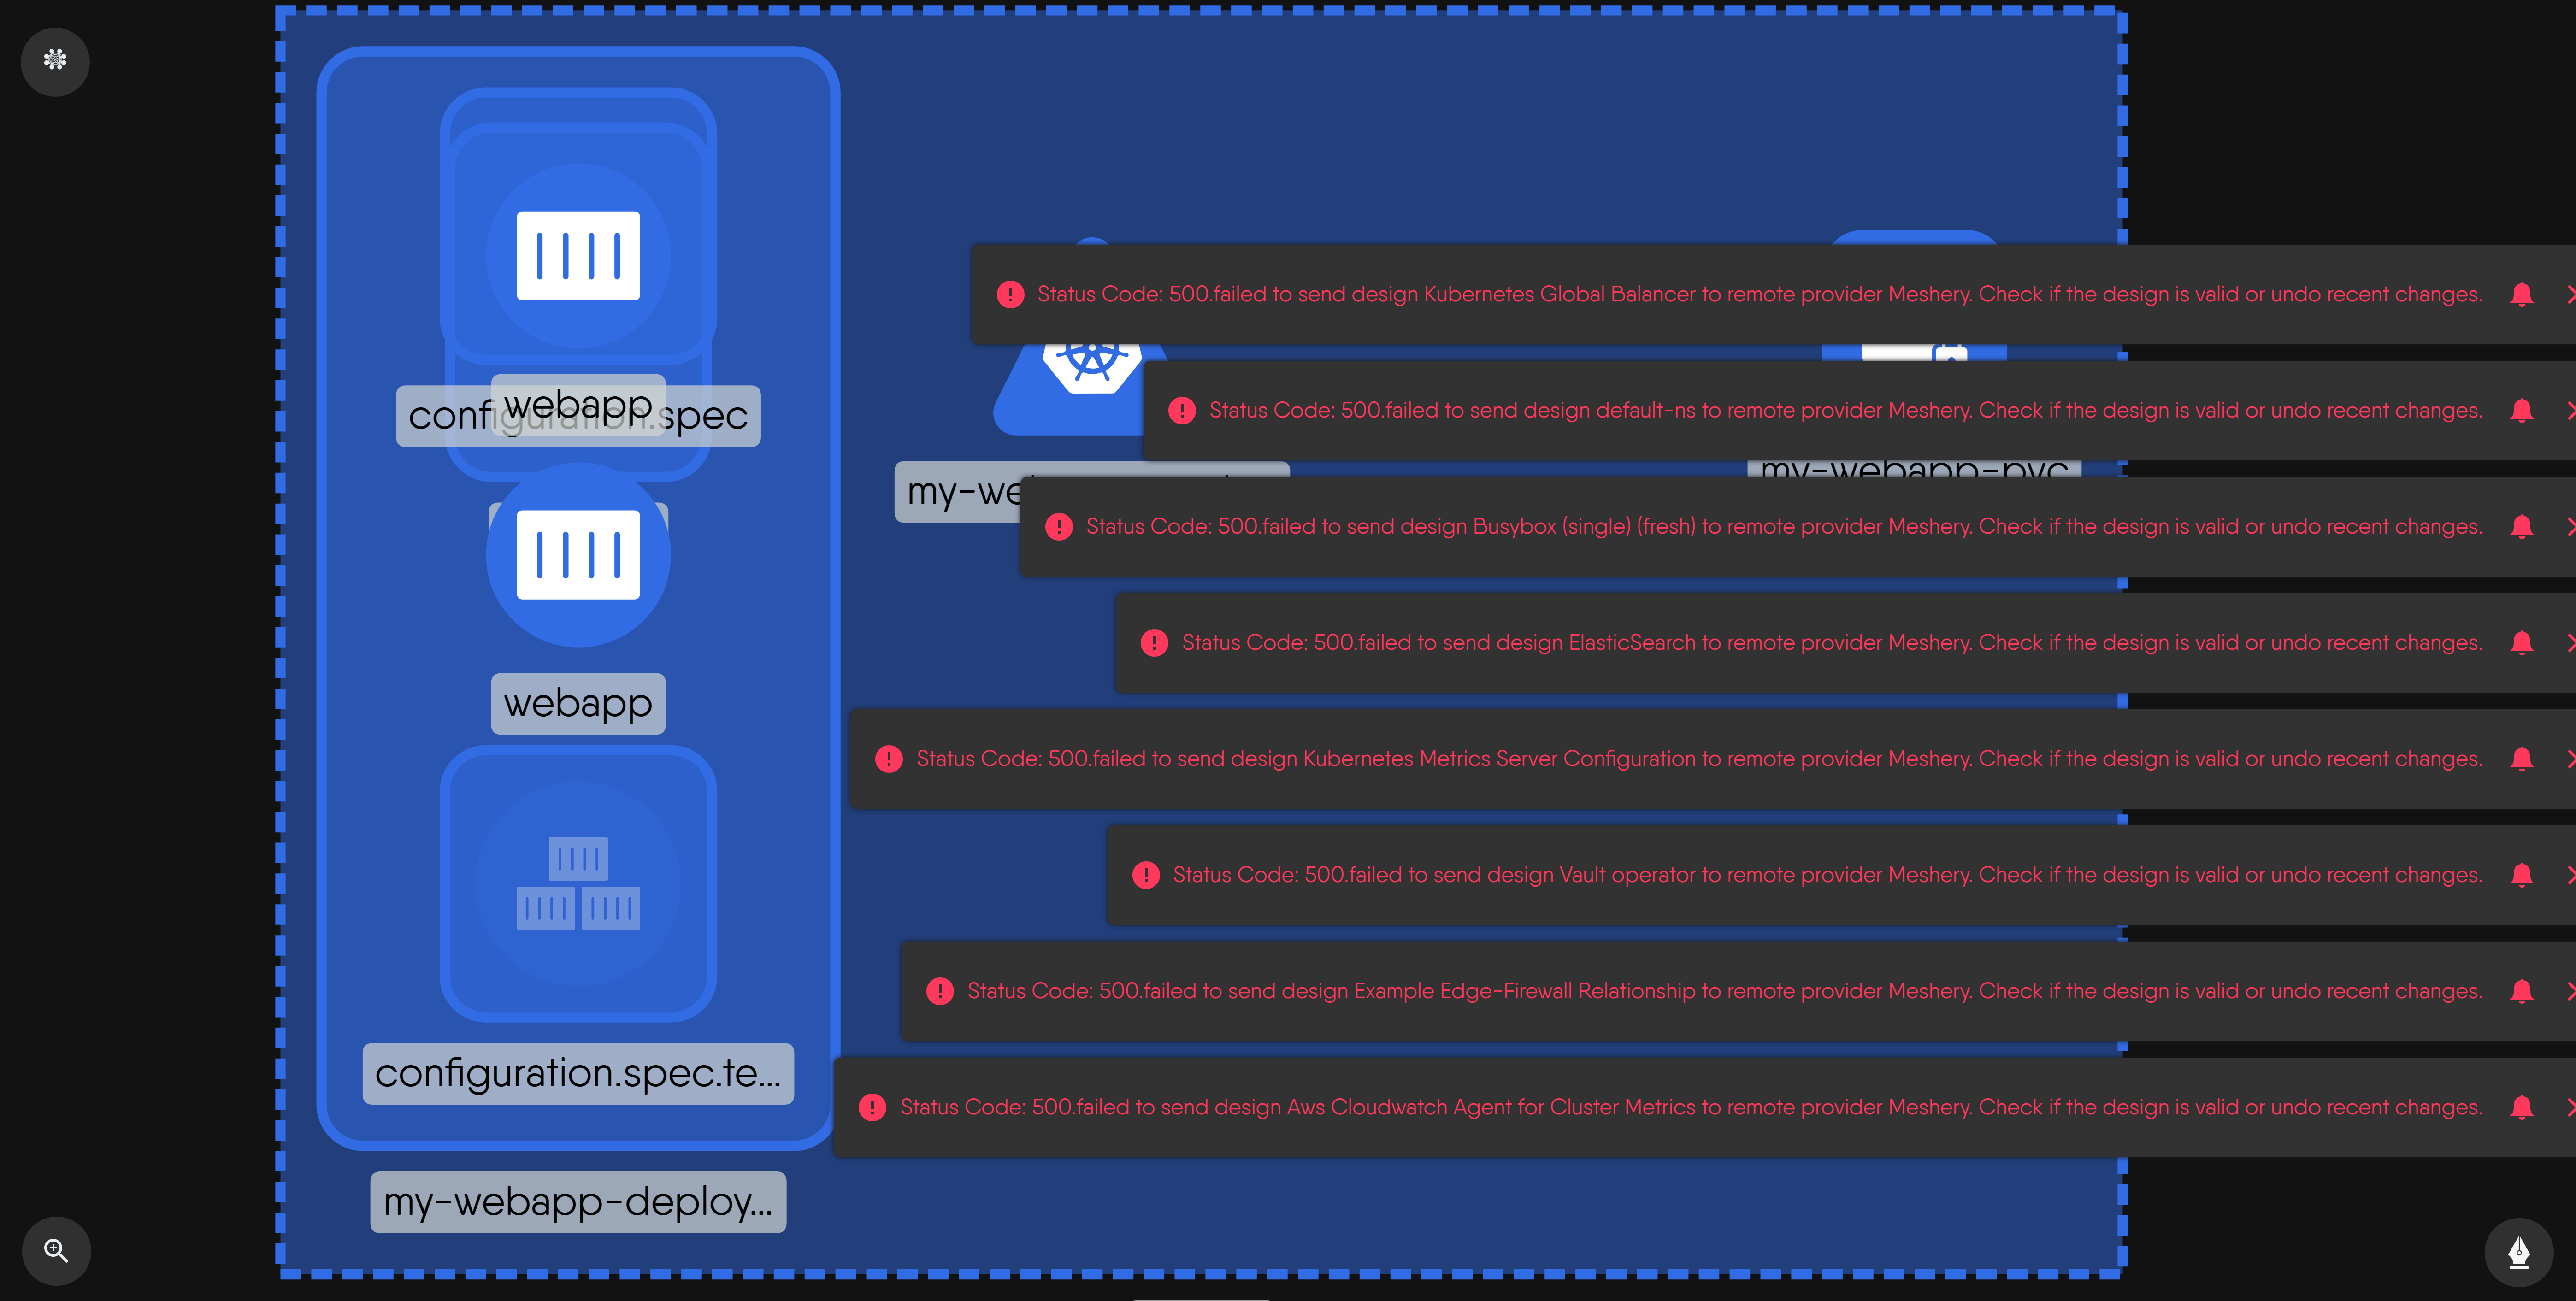 configuration.spec
webapp
webapp
configuration.spec.te...
my-webapp-deploy...
my-we
my-webapp-pvc
Status Code: 500.failed to send design Kubernetes Global Balancer to remote provider Meshery. Check if the design is valid or undo recent changes.
Status Code: 500.failed to send design default-ns to remote provider Meshery. Check if the design is valid or undo recent changes.
Status Code: 500.failed to send design Busybox (single) (fresh) to remote provider Meshery. Check if the design is valid or undo recent changes.
Status Code: 500.failed to send design ElasticSearch to remote provider Meshery. Check if the design is valid or undo recent changes.
Status Code: 500.failed to send design Kubernetes Metrics Server Configuration to remote provider Meshery. Check if the design is valid or undo recent changes.
Status Code: 500.failed to send design Vault operator to remote provider Meshery. Check if the design is valid or undo recent changes.
Status Code: 500.failed to send design Example Edge-Firewall Relationship to remote provider Meshery. Check if the design is valid or undo recent changes.
Status Code: 500.failed to send design Aws Cloudwatch Agent for Cluster Metrics to remote provider Meshery. Check if the design is valid or undo recent changes.